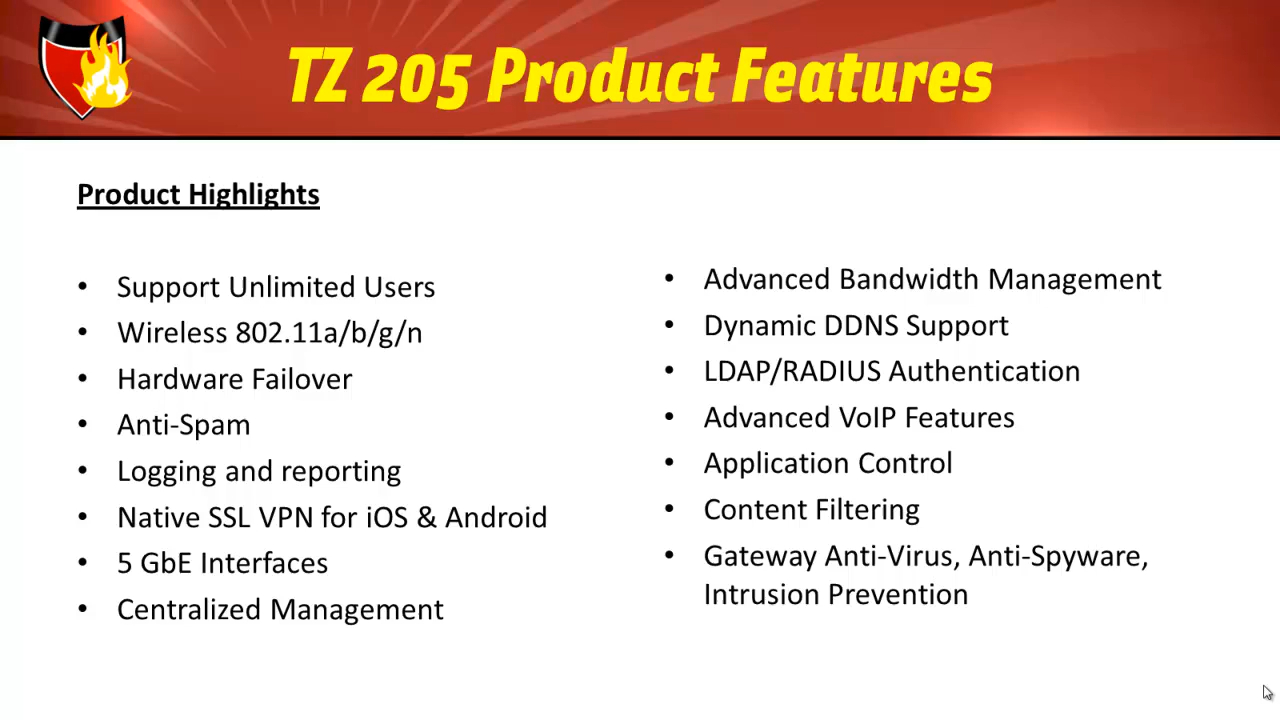 TZ 205 Product Features
Product Highlights
• Support Unlimited Users
• Wireless 802.11a/b/g/n
• Hardware Failover
• Anti-Spam
• Logging and reporting
• Native SSL VPN for iOS & Android
• 5 GbE Interfaces
• Centralized Management
• Advanced Bandwidth Management
• Dynamic DDNS Support
• LDAP/RADIUS Authentication
• Advanced VoIP Features
• Application Control
• Content Filtering
• Gateway Anti-Virus, Anti-Spyware,
Intrusion Prevention